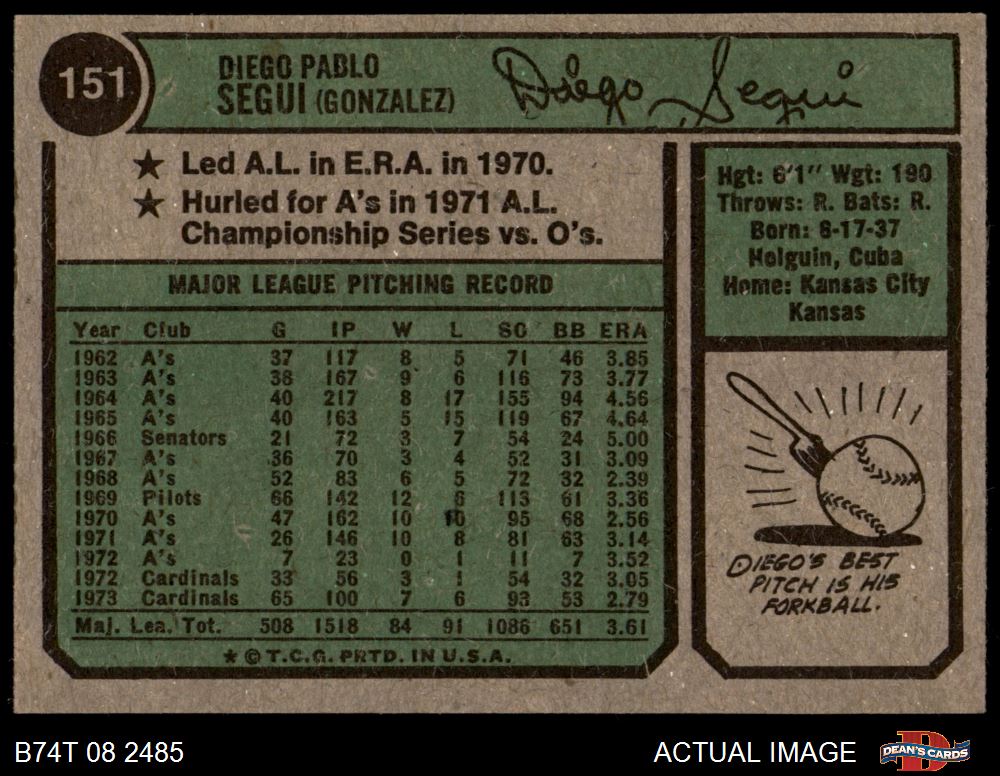 151
DIEGO PABLO
SEGUI (GONZALEZ)
Diego Segui
★ Led A.L. in E.R.A. in 1970.
★ Hurled for A's in 1971 A.L.
Championship Series vs. O's.
MAJOR LEAGUE PITCHING RECORD
Year Club G IP W L SO BB ERA
1962 A's 37 117 8 5 71 46 3.85
1963 A's 38 167 9 6 116 73 3.77
1964 A's 40 217 8 17 155 94 4.56
1965 A's 40 163 5 15 119 67 4.64
1966 Senators 21 72 3 7 54 24 5.00
1967 A's 36 70 3 4 52 31 3.09
1968 A's 52 83 6 5 72 32 2.39
1969 Pilots 66 142 12 6 113 61 3.36
1970 A's 47 162 10 10 95 68 2.56
1971 A's 26 146 10 8 81 63 3.14
1972 A's 7 23 0 1 11 7 3.52
1972 Cardinals 33 56 3 1 54 32 3.05
1973 Cardinals 65 100 7 6 93 53 2.79
Maj. Lea. Tot. 508 1518 84 91 1086 651 3.61
★ © T.C.G. PRTD. IN U.S.A.
Hgt: 6'1" Wgt: 190
Throws: R. Bats: R.
Born: 8-17-37
Holguin, Cuba
Home: Kansas City
Kansas
DIEGO'S BEST
PITCH IS HIS
FORKBALL.
B74T 08 2485
ACTUAL IMAGE
DEAN'S CARDS